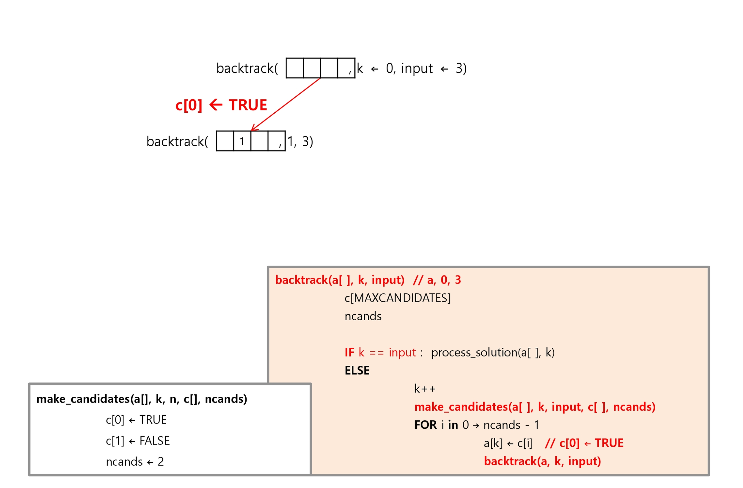 backtrack( , k ← 0, input ← 3)
c[0] ← TRUE
backtrack( 1 , 1, 3)
backtrack(a[ ], k, input) // a, 0, 3
c[MAXCANDIDATES]
ncands
IF k == input : process_solution(a[ ], k)
ELSE
k++
make_candidates(a[ ], k, input, c[ ], ncands)
FOR i in 0 → ncands - 1
a[k] ← c[i] // c[0] ← TRUE
backtrack(a, k, input)
make_candidates(a[], k, n, c[], ncands)
c[0] ← TRUE
c[1] ← FALSE
ncands ← 2